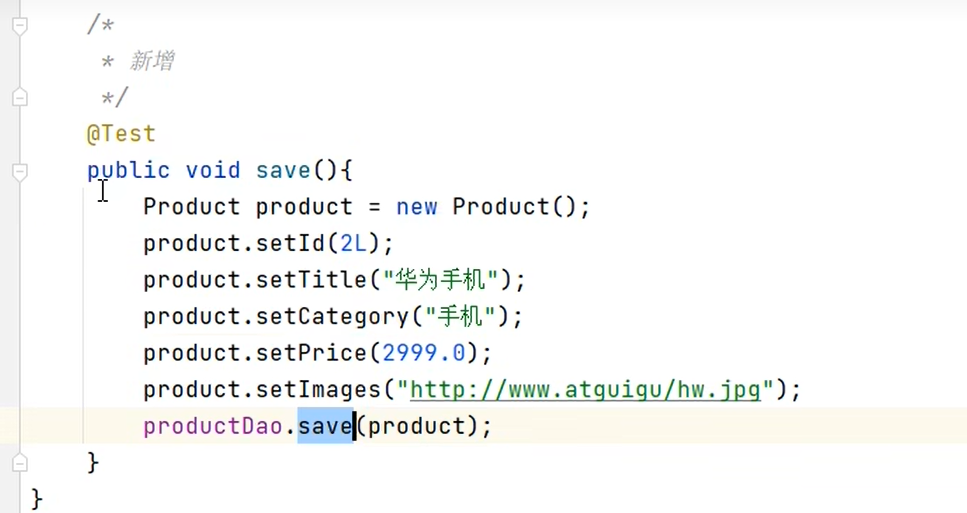 /*
 * 新增
 */
@Test
public void save(){
    Product product = new Product();
    product.setId(2L);
    product.setTitle("华为手机");
    product.setCategory("手机");
    product.setPrice(2999.0);
    product.setImages("http://www.atguigu/hw.jpg");
    productDao.save(product);
}
}